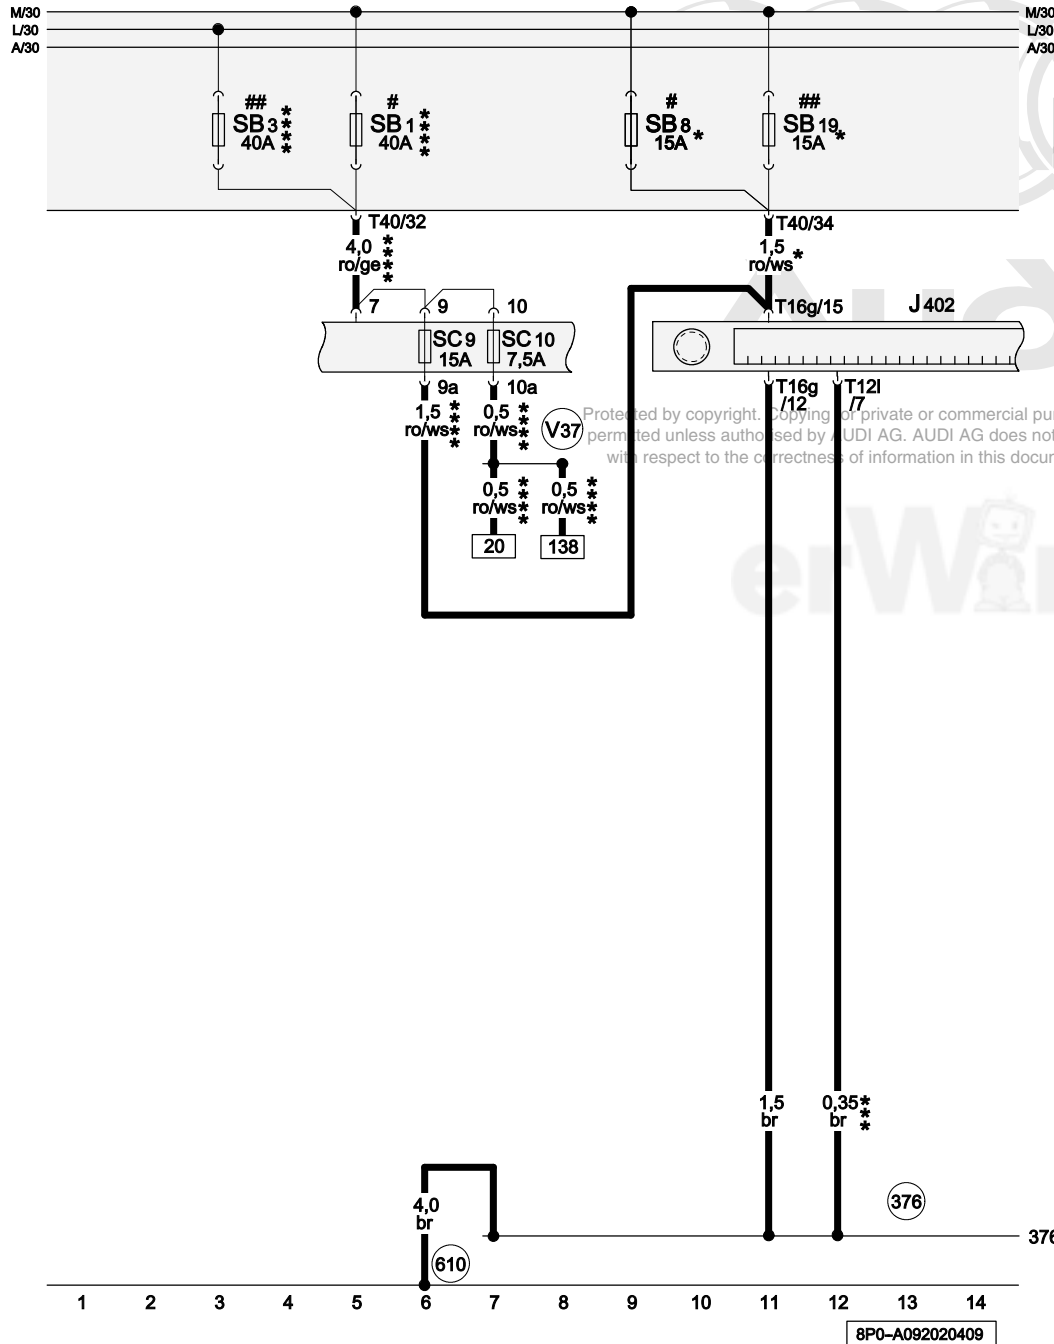 M/30
L/30
A/30
M/30
L/30
A/30
##
SB 3
40A
****
#
SB 1
40A
****
#
SB 8
15A *
##
SB 19
15A *
T40/32
4,0
ro/ge
****
T40/34
1,5
ro/ws *
7
9
10
T16g/15
J 402
SC 9
15A
SC 10
7,5A
9a
10a
T16g
/12
T12l
/7
1,5
ro/ws
****
0,5
ro/ws
****
V37
Protected by copyright. Copying for private or commercial pur
permitted unless authorised by AUDI AG. AUDI AG does not
with respect to the correctness of information in this docum
0,5
ro/ws
****
0,5
ro/ws
****
20
138
Aud
erWin
1,5
br
0,35
br
***
376
4,0
br
376
610
1 2 3 4 5 6 7 8 9 10 11 12 13 14
8P0-A092020409